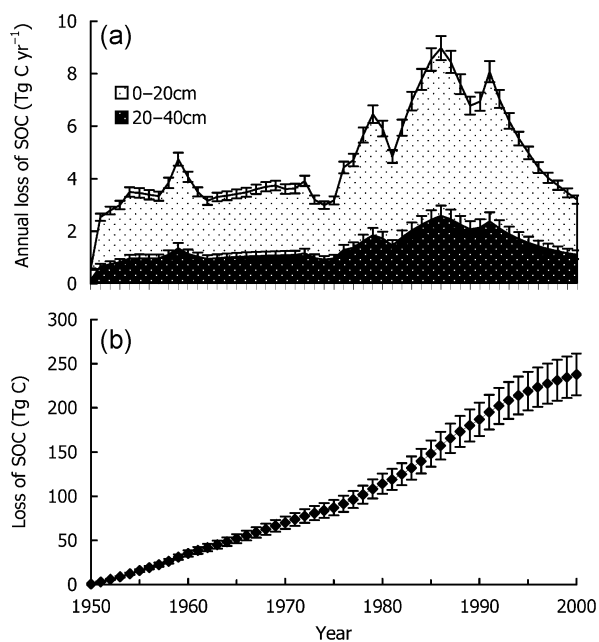 (a)
Annual loss of SOC (Tg C yr⁻¹)
10
8
6
4
2
0
0–20cm
20–40cm
(b)
Loss of SOC (Tg C)
300
250
200
150
100
50
0
1950 1960 1970 1980 1990 2000
Year